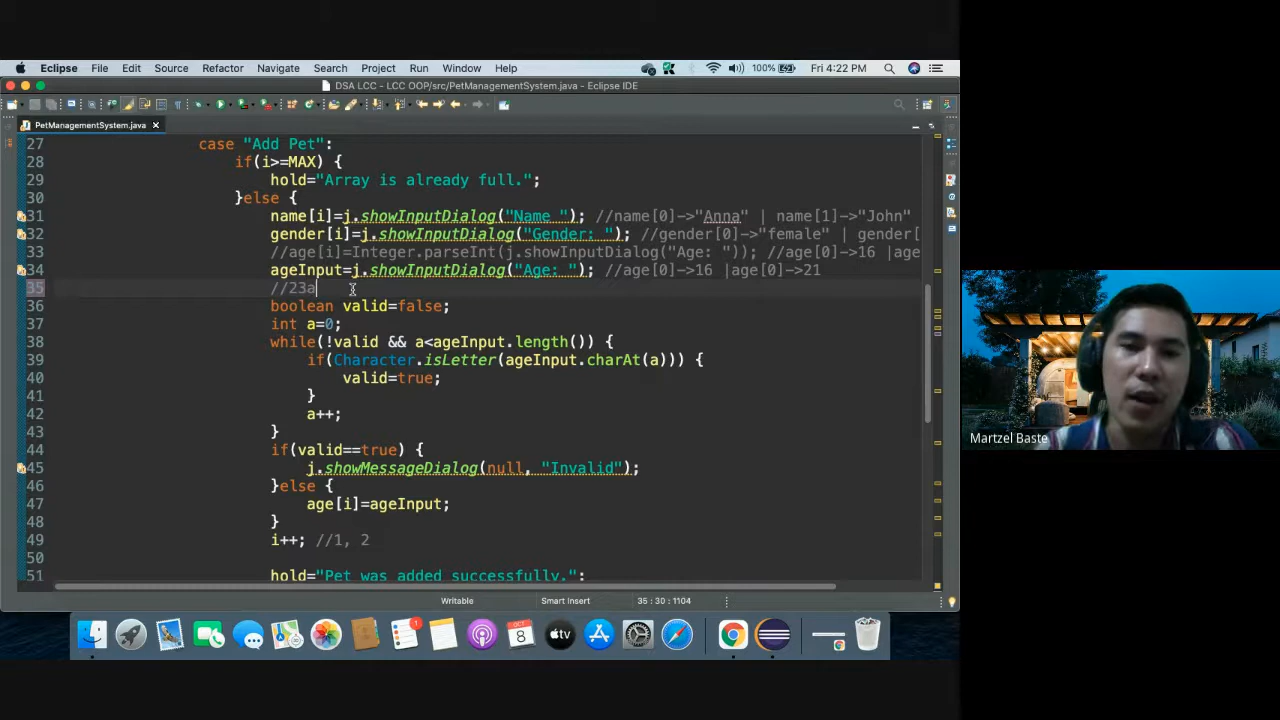 Eclipse File Edit Source Refactor Navigate Search Project Run Window Help 100% Fri 4:22 PM
DSA LCC - LCC OOP/src/PetManagementSystem.java - Eclipse IDE
PetManagementSystem.java
27 case "Add Pet":
28 if(i>=MAX) {
29 hold="Array is already full.";
30 }else {
31 name[i]=j.showInputDialog("Name "); //name[0]->"Anna" | name[1]->"John"
32 gender[i]=j.showInputDialog("Gender: "); //gender[0]->"female" | gender[
33 //age[i]=Integer.parseInt(j.showInputDialog("Age: ")); //age[0]->16 |age
34 ageInput=j.showInputDialog("Age: "); //age[0]->16 |age[0]->21
35 //23a
36 boolean valid=false;
37 int a=0;
38 while(!valid && a<ageInput.length()) {
39 if(Character.isLetter(ageInput.charAt(a))) {
40 valid=true;
41 }
42 a++;
43 }
44 if(valid==true) {
45 j.showMessageDialog(null, "Invalid");
46 }else {
47 age[i]=ageInput;
48 }
49 i++; //1, 2
50
51 hold="Pet was added successfully.";
Writable Smart Insert 35 : 30 : 1104
OCT
8
tv
Martzel Baste